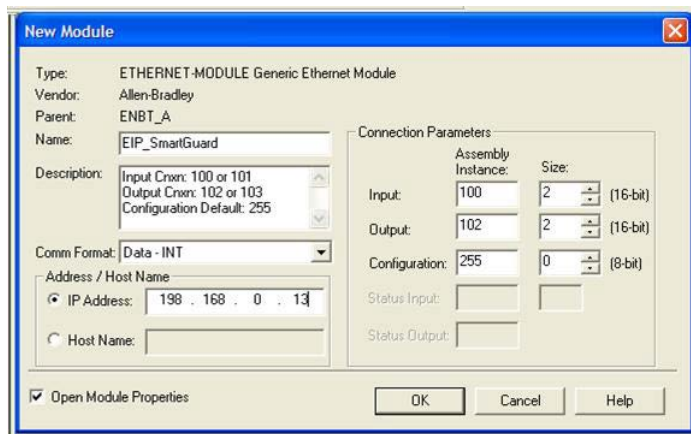 New Module
Type: ETHERNET-MODULE Generic Ethernet Module
Vendor: Allen-Bradley
Parent: ENBT_A
Name: EIP_SmartGuard
Description: Input Cnxn: 100 or 101
Output Cnxn: 102 or 103
Configuration Default: 255
Comm Format: Data - INT
Address / Host Name
IP Address: 198 . 168 . 0 . 13
Host Name:
Connection Parameters
Assembly
Instance: Size:
Input: 100 2 (16-bit)
Output: 102 2 (16-bit)
Configuration: 255 0 (8-bit)
Status Input:
Status Output:
Open Module Properties
OK Cancel Help